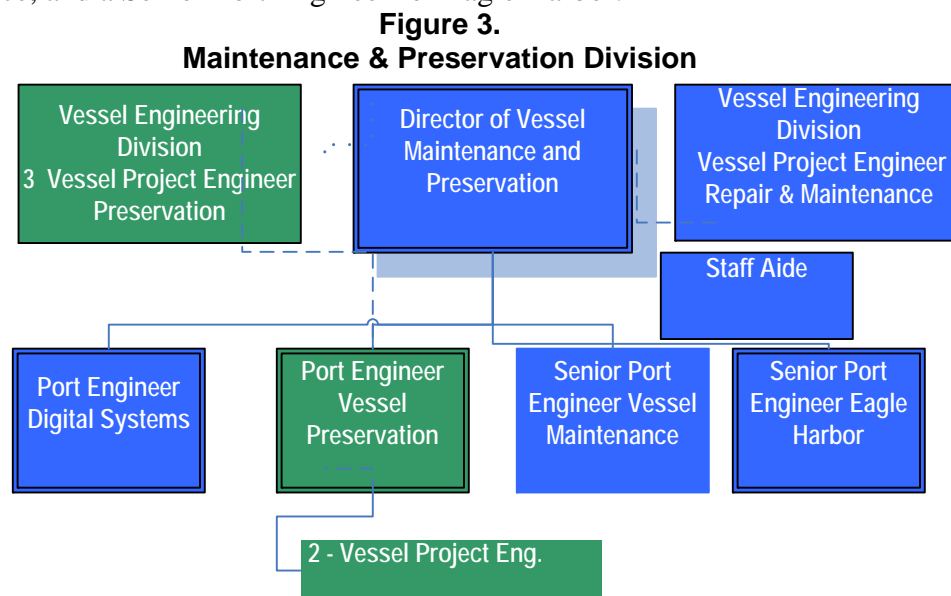 Figure 3.
Maintenance & Preservation Division
Vessel Engineering
Division
3 Vessel Project Engineer
Preservation
Director of Vessel
Maintenance and
Preservation
Vessel Engineering
Division
Vessel Project Engineer
Repair & Maintenance
Staff Aide
Port Engineer
Digital Systems
Port Engineer
Vessel
Preservation
Senior Port
Engineer Vessel
Maintenance
Senior Port
Engineer Eagle
Harbor
2 - Vessel Project Eng.